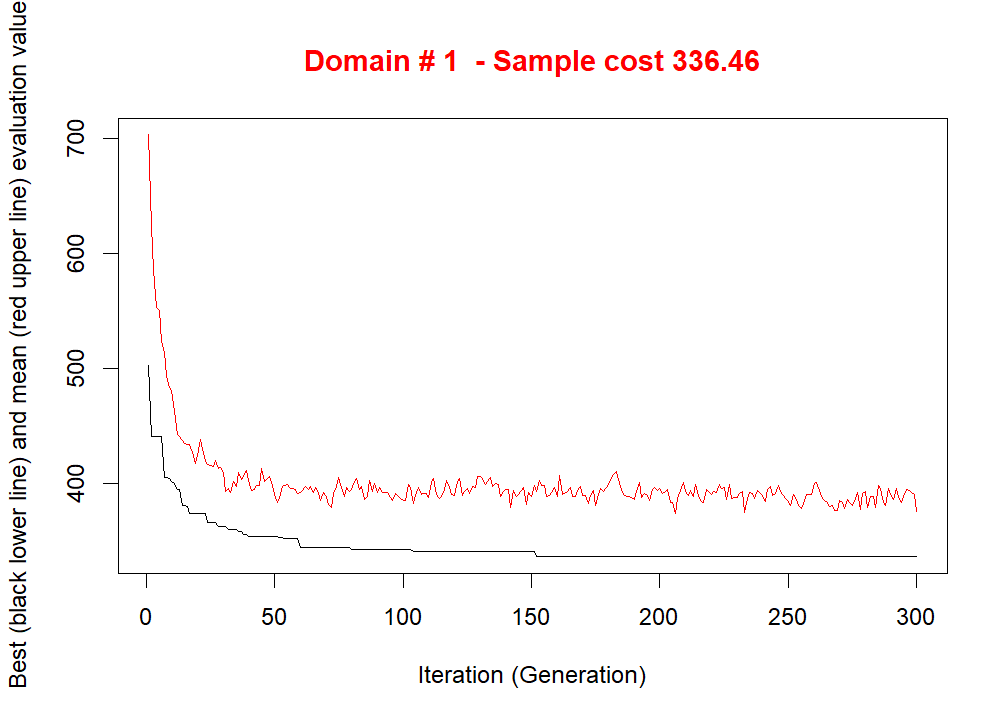 Domain # 1  - Sample cost 336.46
Best (black lower line) and mean (red upper line) evaluation value
700
600
500
400
0 50 100 150 200 250 300
Iteration (Generation)